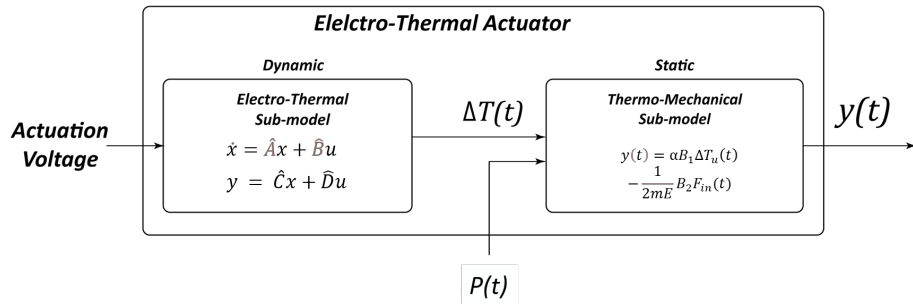 Elelctro-Thermal Actuator
Dynamic
Static
Electro-Thermal
Sub-model
ẋ = Âx + B̂u
y = Ĉx + D̂u
Actuation
Voltage
ΔT(t)
Thermo-Mechanical
Sub-model
y(t) = αB₁ΔTᵤ(t)
− 1/2mE B₂Fᵢₙ(t)
y(t)
P(t)